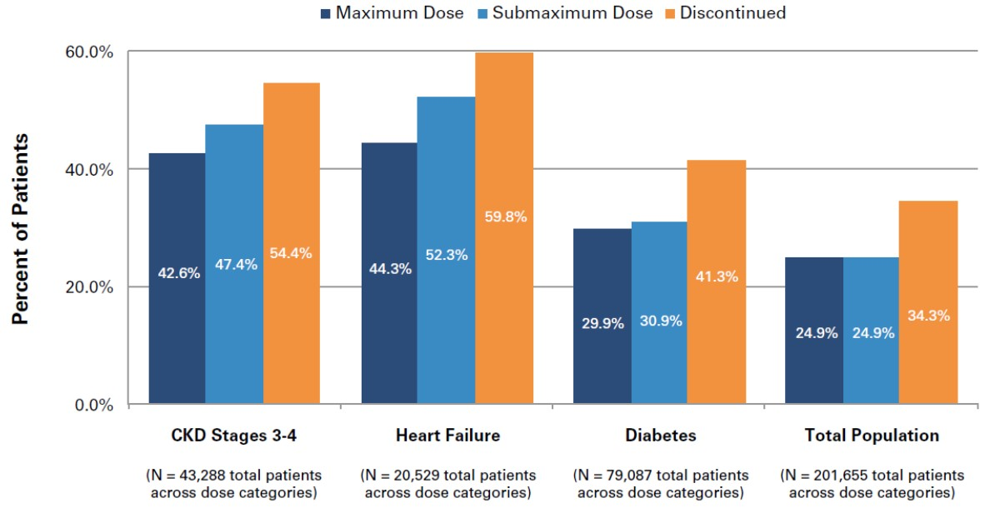 Maximum Dose Submaximum Dose Discontinued
60.0%
40.0%
20.0%
0.0%
Percent of Patients
42.6% 47.4% 54.4%
44.3% 52.3% 59.8%
29.9% 30.9% 41.3%
24.9% 24.9% 34.3%
CKD Stages 3-4
(N = 43,288 total patients
across dose categories)
Heart Failure
(N = 20,529 total patients
across dose categories)
Diabetes
(N = 79,087 total patients
across dose categories)
Total Population
(N = 201,655 total patients
across dose categories)